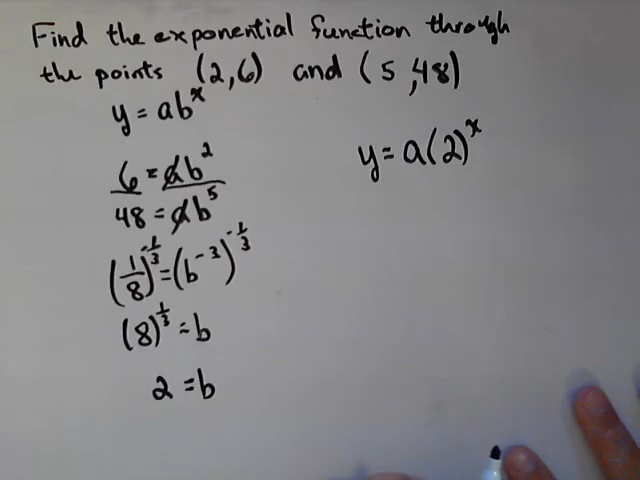 Find the exponential function through
the points (2,6) and (5,48)
y = ab^x
y = a(2)^x
6 = ab^2
48 = ab^5
(1/8)^-1/3 = (b^-3)^-1/3
(8)^1/3 = b
2 = b